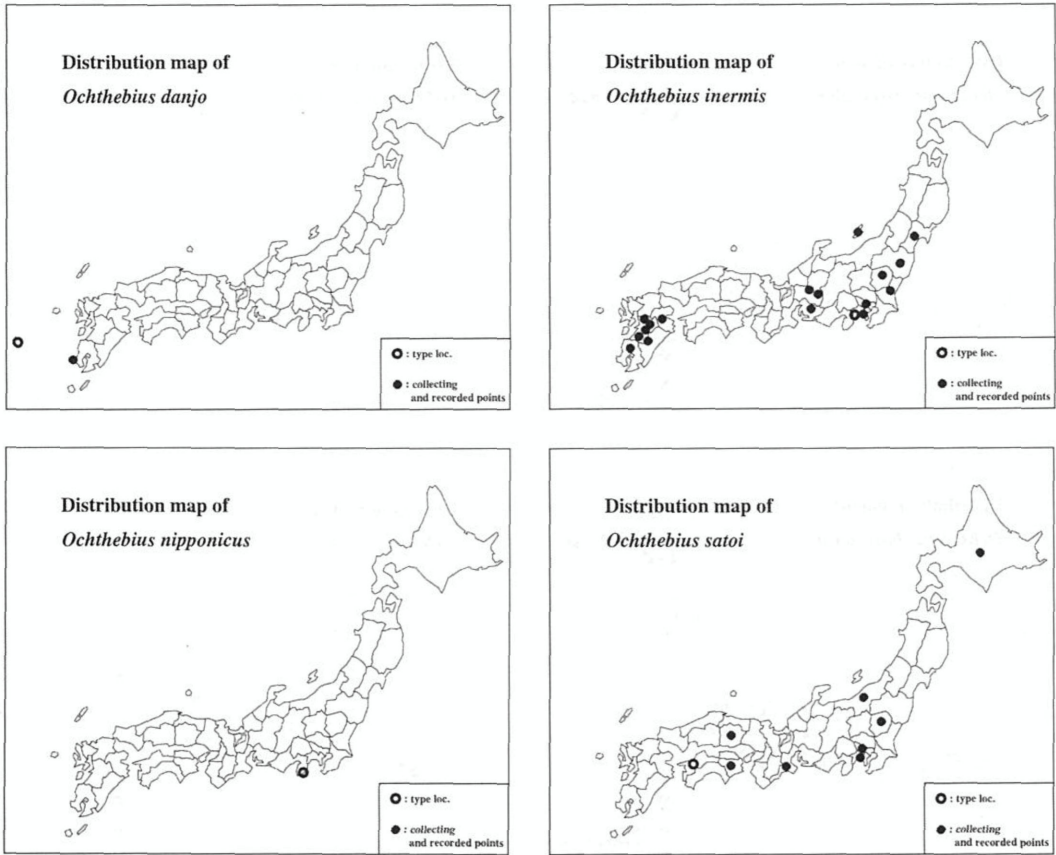 Distribution map of
Ochthebius danjo
: type loc.
: collecting
and recorded points
Distribution map of
Ochthebius inermis
: type loc.
: collecting
and recorded points
Distribution map of
Ochthebius nipponicus
: type loc.
: collecting
and recorded points
Distribution map of
Ochthebius satoi
: type loc.
: collecting
and recorded points